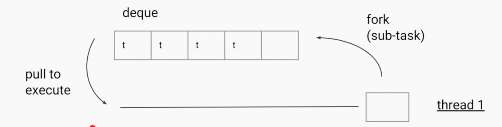 deque
fork
(sub-task)
t t t t
pull to
execute
thread 1